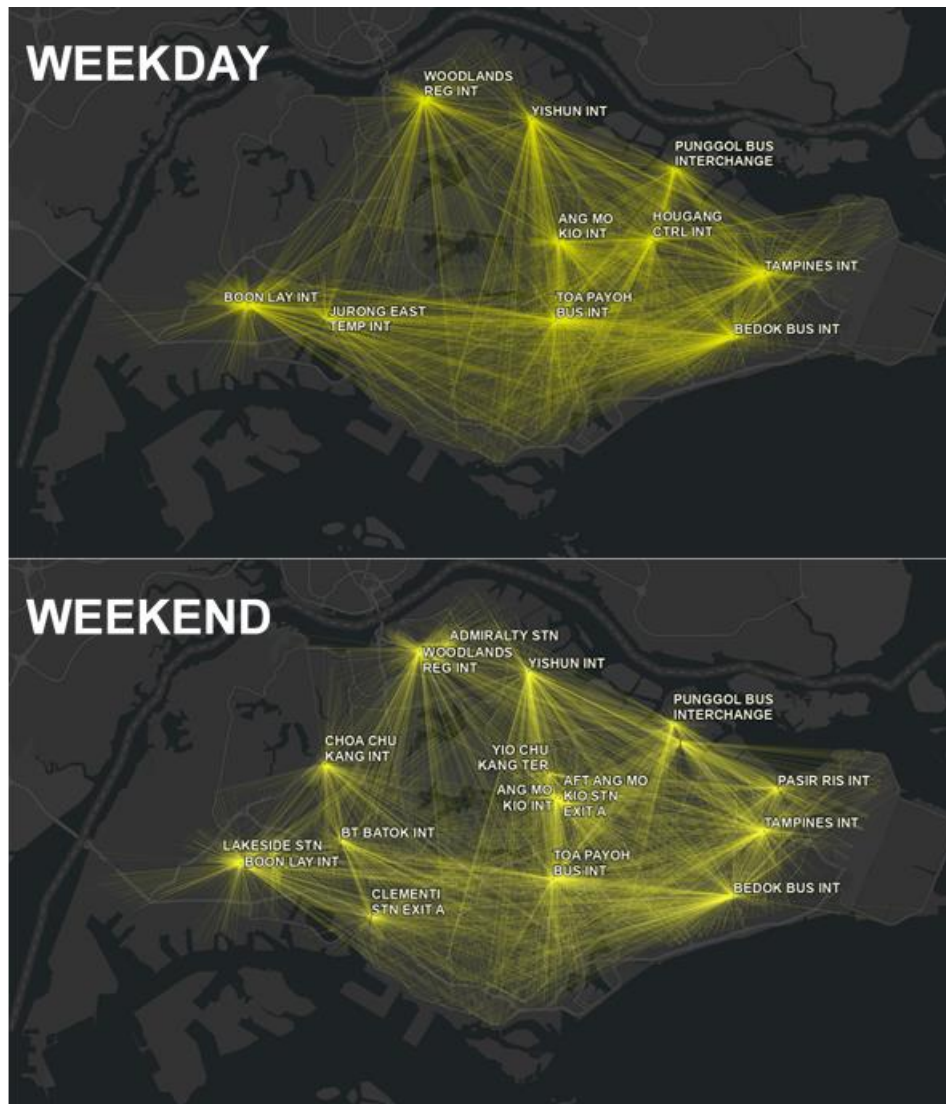 WEEKDAY
WOODLANDS
REG INT
YISHUN INT
PUNGGOL BUS
INTERCHANGE
ANG MO
KIO INT
HOUGANG
CTRL INT
TAMPINES INT
BOON LAY INT
JURONG EAST
TEMP INT
TOA PAYOH
BUS INT
BEDOK BUS INT
WEEKEND
ADMIRALTY STN
WOODLANDS
REG INT
YISHUN INT
PUNGGOL BUS
INTERCHANGE
CHOA CHU
KANG INT
YIO CHU
KANG TER
AFT ANG MO
KIO STN
EXIT A
ANG MO
KIO INT
PASIR RIS INT
TAMPINES INT
BT BATOK INT
LAKESIDE STN
BOON LAY INT
TOA PAYOH
BUS INT
CLEMENTI
STN EXIT A
BEDOK BUS INT